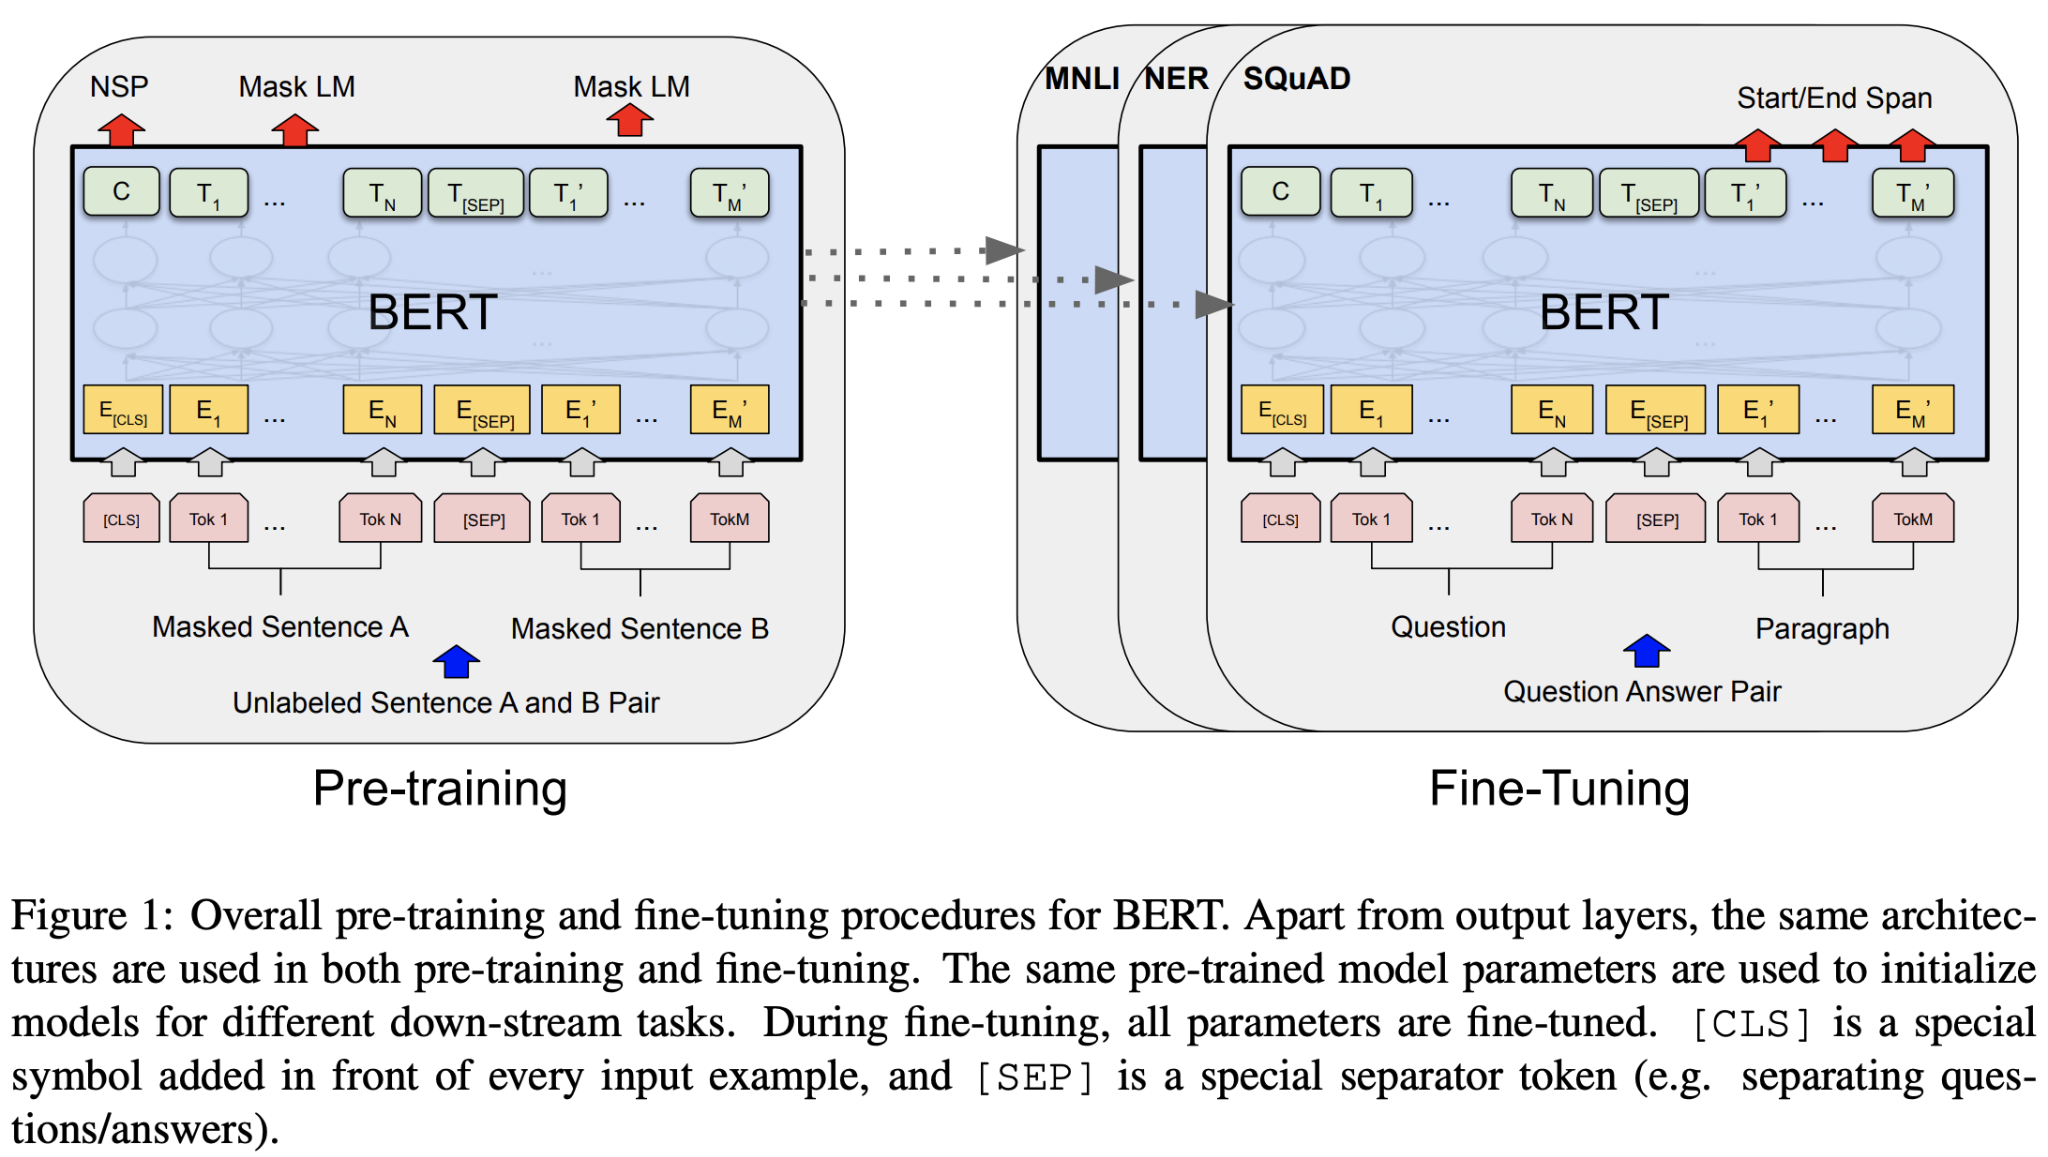 NSP Mask LM Mask LM
C T1 ... TN T[SEP] T1’ ... TM’
...
BERT
...
E[CLS] E1 ... EN E[SEP] E1’ ... EM’
[CLS] Tok 1 ... Tok N [SEP] Tok 1 ... TokM
Masked Sentence A Masked Sentence B
Unlabeled Sentence A and B Pair
Pre-training
MNLI NER SQuAD
Start/End Span
C T1 ... TN T[SEP] T1’ ... TM’
...
BERT
...
E[CLS] E1 ... EN E[SEP] E1’ ... EM’
[CLS] Tok 1 ... Tok N [SEP] Tok 1 ... TokM
Question Paragraph
Question Answer Pair
Fine-Tuning
Figure 1: Overall pre-training and fine-tuning procedures for BERT. Apart from output layers, the same architec-
tures are used in both pre-training and fine-tuning. The same pre-trained model parameters are used to initialize
models for different down-stream tasks. During fine-tuning, all parameters are fine-tuned. [CLS] is a special
symbol added in front of every input example, and [SEP] is a special separator token (e.g. separating ques-
tions/answers).